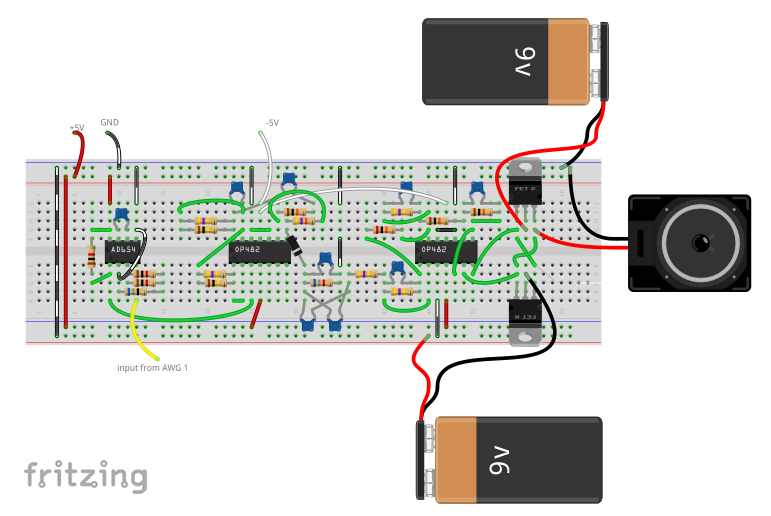 9v
+5V
GND
-5V
FET P
AD654
OP482
OP482
FET N
input from AWG 1
9v
fritzing